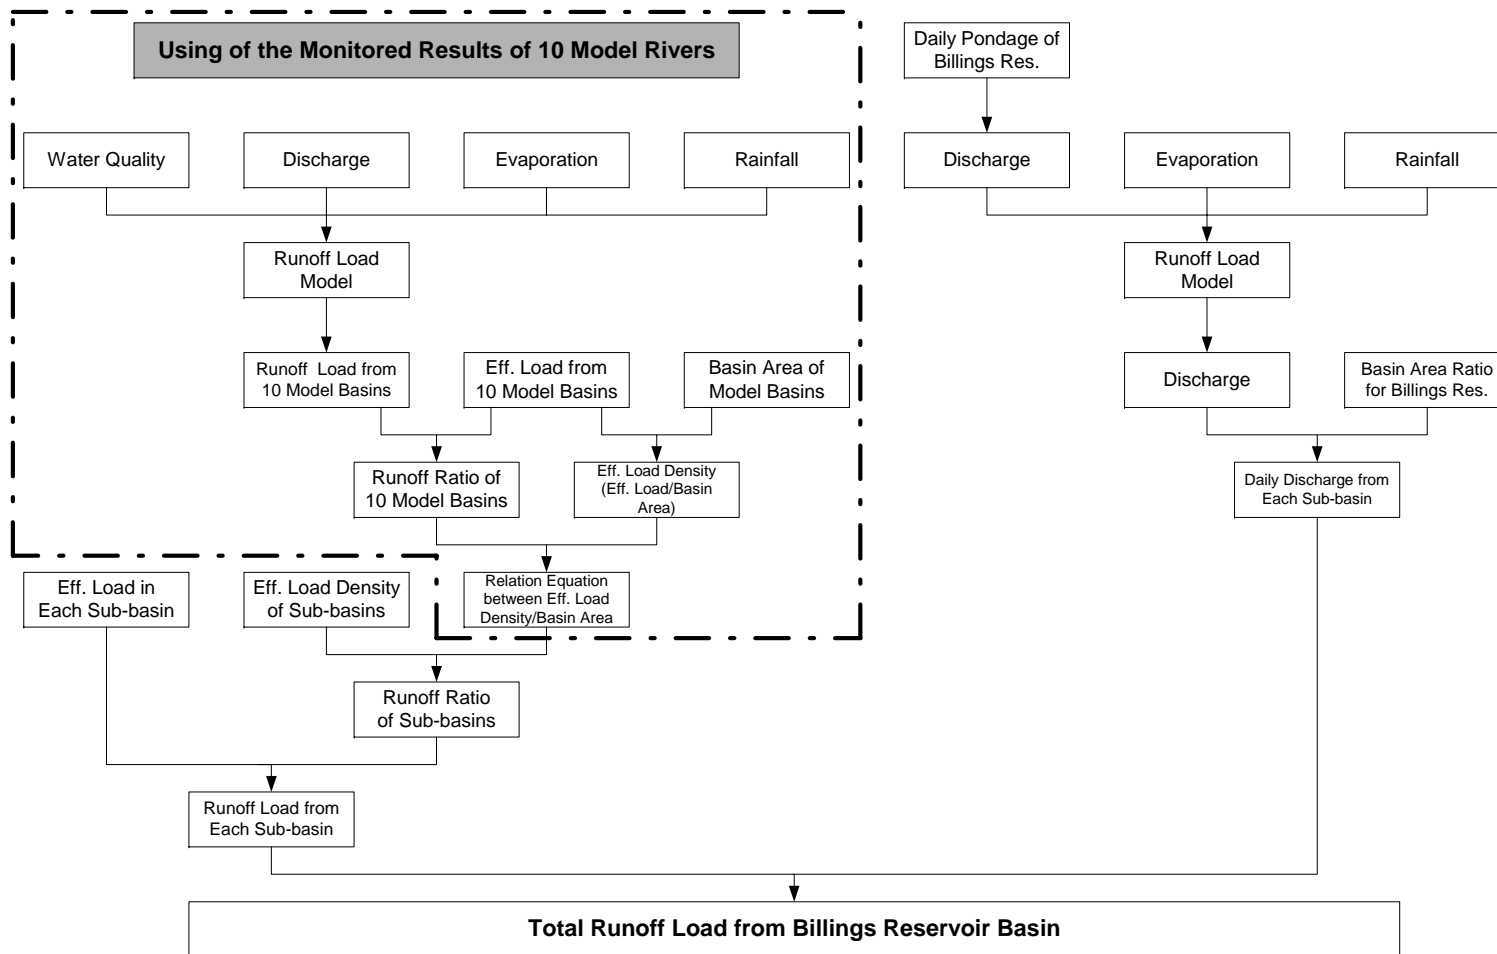 Using of the Monitored Results of 10 Model Rivers
Daily Pondage of
Billings Res.
Water Quality
Discharge
Evaporation
Rainfall
Discharge
Evaporation
Rainfall
Runoff Load
Model
Runoff Load
Model
Runoff Load from
10 Model Basins
Eff. Load from
10 Model Basins
Basin Area of
Model Basins
Discharge
Basin Area Ratio
for Billings Res.
Runoff Ratio of
10 Model Basins
Eff. Load Density
(Eff. Load/Basin
Area)
Daily Discharge from
Each Sub-basin
Eff. Load in
Each Sub-basin
Eff. Load Density
of Sub-basins
Relation Equation
between Eff. Load
Density/Basin Area
Runoff Ratio
of Sub-basins
Runoff Load from
Each Sub-basin
Total Runoff Load from Billings Reservoir Basin